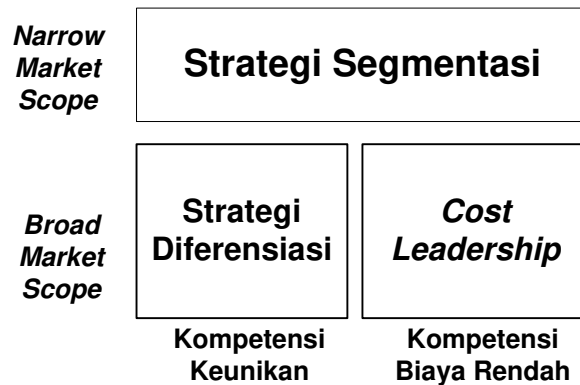 Narrow
Market
Scope
Strategi Segmentasi
Broad
Market
Scope
Strategi
Diferensiasi
Cost
Leadership
Kompetensi
Keunikan
Kompetensi
Biaya Rendah